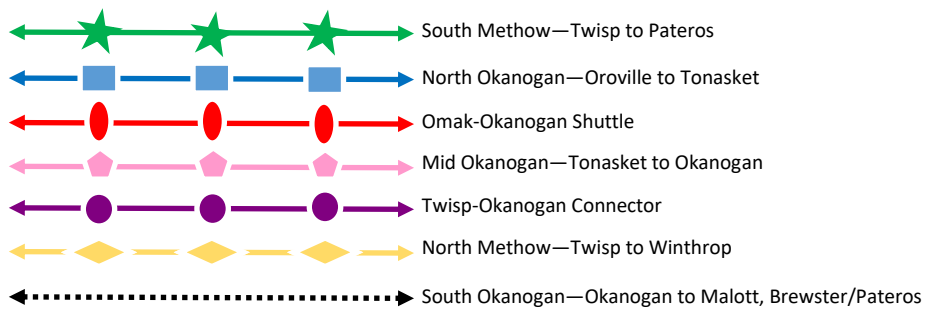 South Methow—Twisp to Pateros
North Okanogan—Oroville to Tonasket
Omak-Okanogan Shuttle
Mid Okanogan—Tonasket to Okanogan
Twisp-Okanogan Connector
North Methow—Twisp to Winthrop
South Okanogan—Okanogan to Malott, Brewster/Pateros